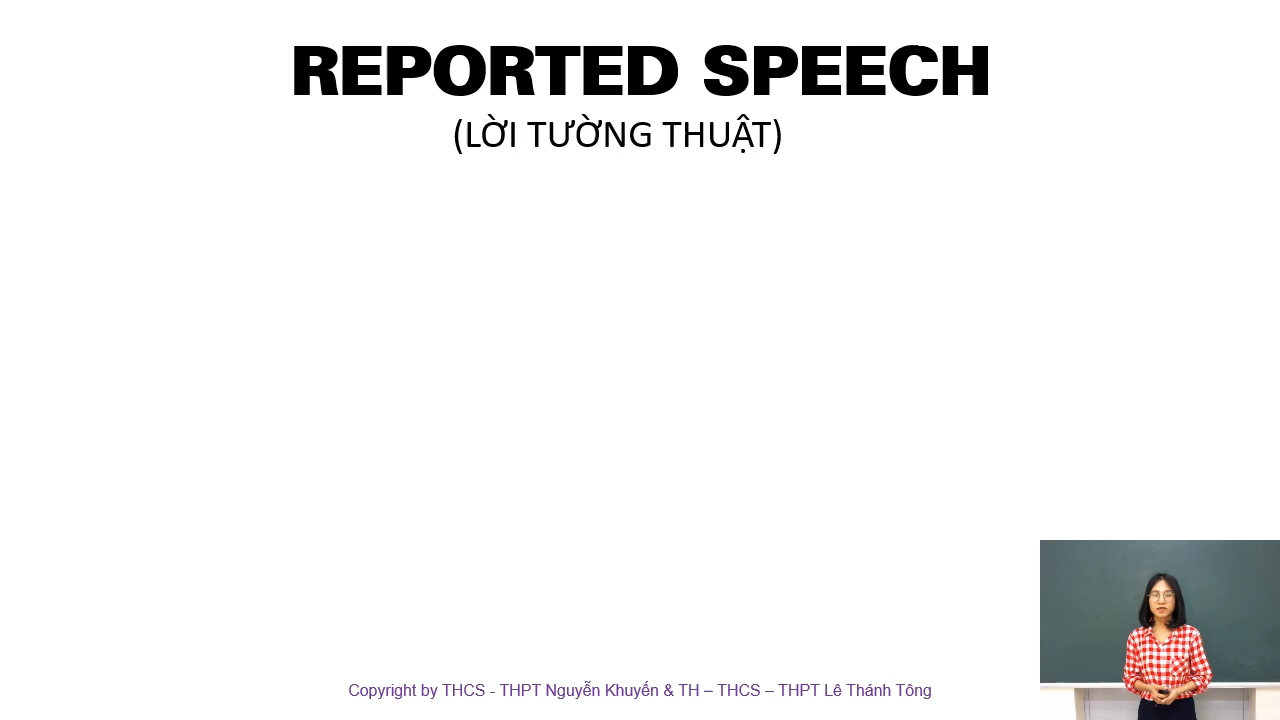 REPORTED SPEECH
(LỜI TƯỜNG THUẬT)
Copyright by THCS - THPT Nguyễn Khuyến & TH – THCS – THPT Lê Thánh Tông